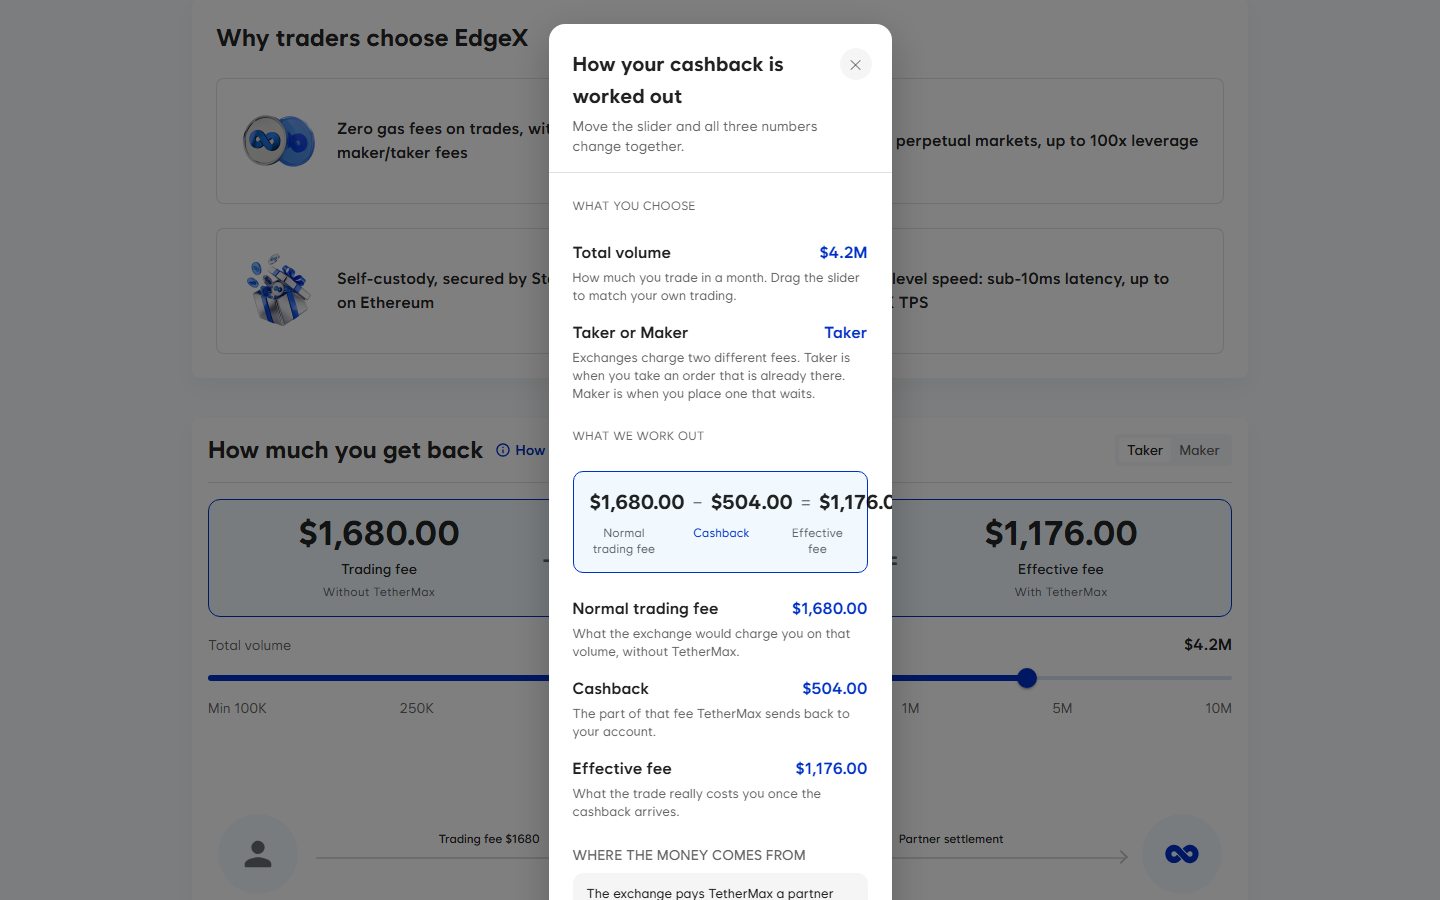 Why traders choose EdgeX
Zero gas fees on trades, wit
maker/taker fees
perpetual markets, up to 100x leverage
Self-custody, secured by St
on Ethereum
level speed: sub-10ms latency, up to
TPS
How much you get back
How
Taker
Maker
$1,680.00
Trading fee
Without TetherMax
=
$1,176.00
Effective fee
With TetherMax
Total volume
$4.2M
Min 100K
250K
1M
5M
10M
Trading fee $1680
Partner settlement
How your cashback is
worked out
Move the slider and all three numbers
change together.
WHAT YOU CHOOSE
Total volume
$4.2M
How much you trade in a month. Drag the slider
to match your own trading.
Taker or Maker
Taker
Exchanges charge two different fees. Taker is
when you take an order that is already there.
Maker is when you place one that waits.
WHAT WE WORK OUT
$1,680.00 − $504.00 = $1,176.0
Normal
trading fee
Cashback
Effective
fee
Normal trading fee
$1,680.00
What the exchange would charge you on that
volume, without TetherMax.
Cashback
$504.00
The part of that fee TetherMax sends back to
your account.
Effective fee
$1,176.00
What the trade really costs you once the
cashback arrives.
WHERE THE MONEY COMES FROM
The exchange pays TetherMax a partner